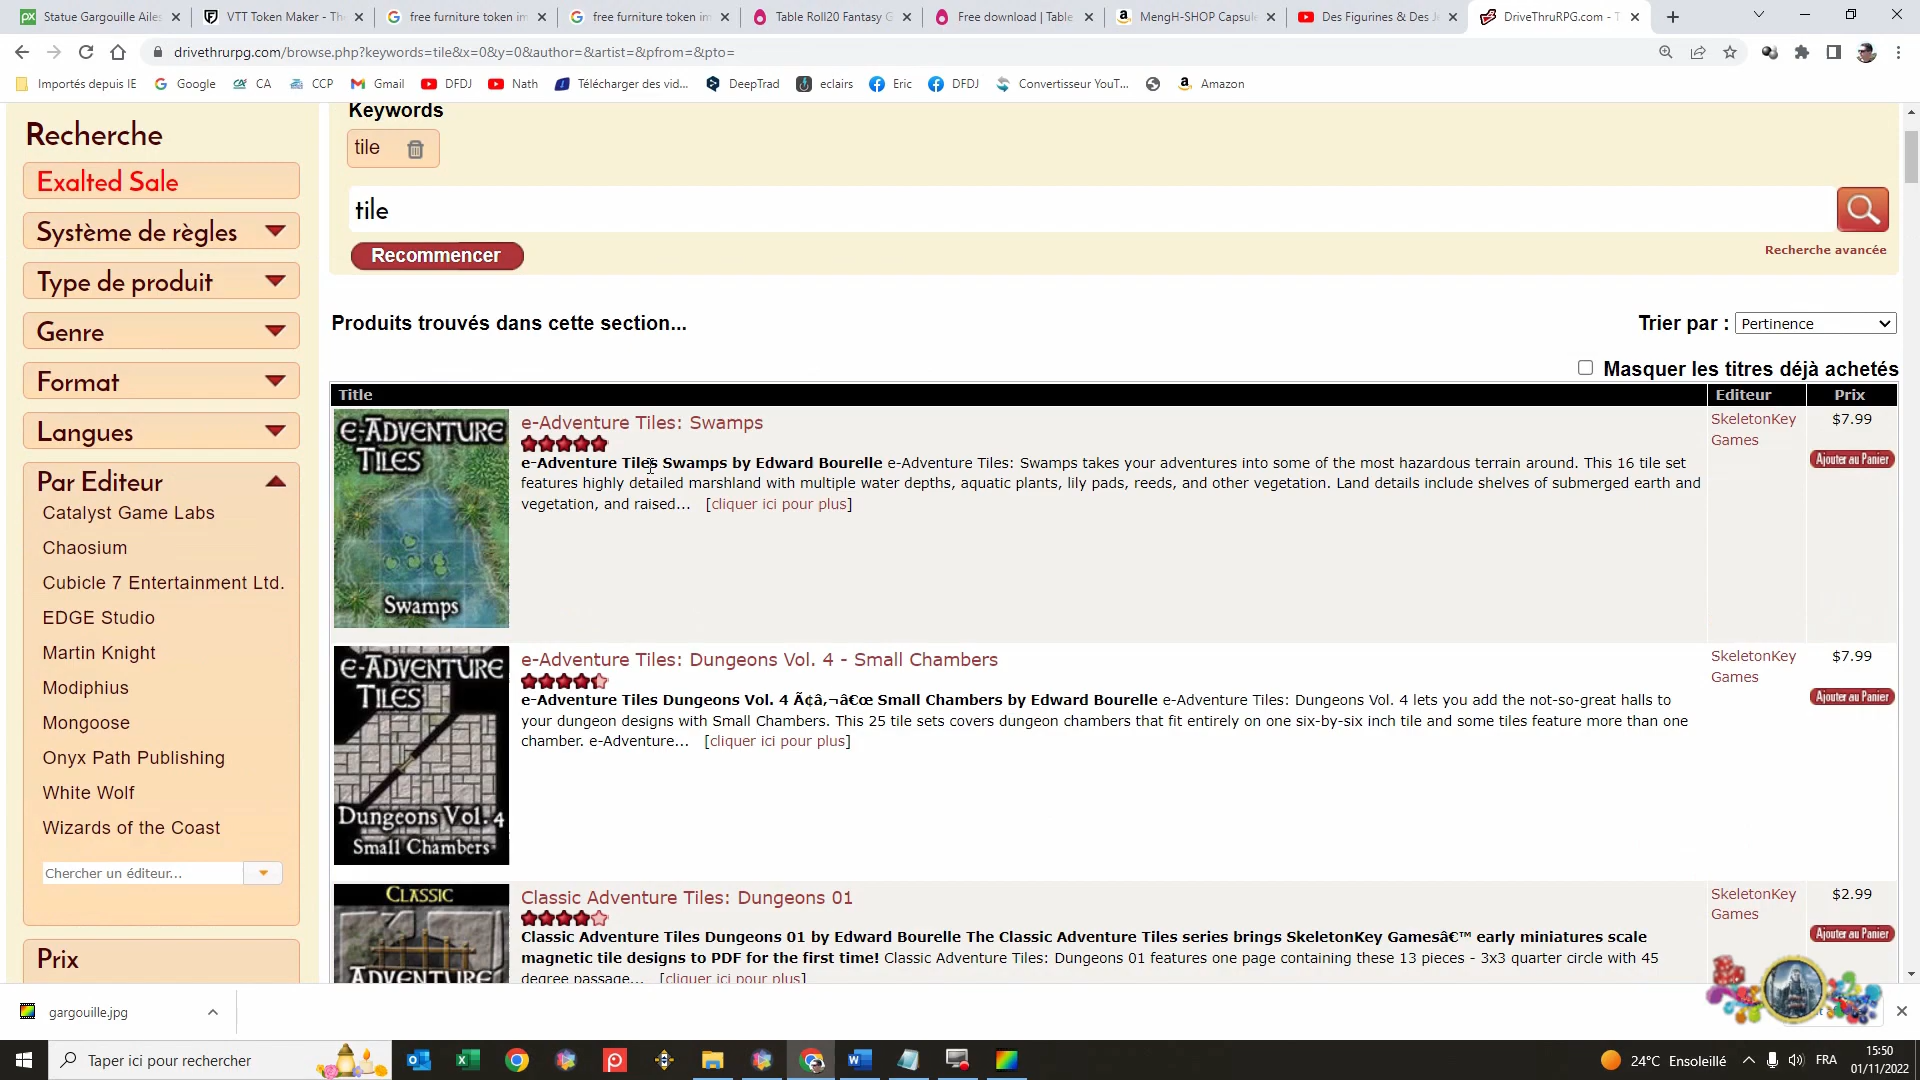 Statue Gargouille Ailes
VTT Token Maker - The
free furniture token im
free furniture token im
Table Roll20 Fantasy G
Free download | Table
MengH-SHOP Capsule
Des Figurines & Des J
DriveThruRPG.com - T
drivethrurpg.com/browse.php?keywords=tile&x=0&y=0&author=&artist=&pfrom=&pto=
Importés depuis IE
Google
CA
CCP
Gmail
DFDJ
Nath
Télécharger des vid...
DeepTrad
eclairs
Eric
DFDJ
Convertisseur YouT...
Amazon
Recherche
Exalted Sale
Système de règles
Type de produit
Genre
Format
Langues
Par Editeur
Catalyst Game Labs
Chaosium
Cubicle 7 Entertainment Ltd.
EDGE Studio
Martin Knight
Modiphius
Mongoose
Onyx Path Publishing
White Wolf
Wizards of the Coast
Chercher un éditeur...
Prix
Keywords
tile
tile
Recommencer
Recherche avancée
Produits trouvés dans cette section...
Trier par : Pertinence
Masquer les titres déjà achetés
Title Editeur Prix
E-ADVENTURE
TILES
Swamps
e-Adventure Tiles: Swamps
e-Adventure Tiles Swamps by Edward Bourelle e-Adventure Tiles: Swamps takes your adventures into some of the most hazardous terrain around. This 16 tile set
features highly detailed marshland with multiple water depths, aquatic plants, lily pads, reeds, and other vegetation. Land details include shelves of submerged earth and
vegetation, and raised... [cliquer ici pour plus]
SkeletonKey
Games
$7.99
Ajouter au Panier
E-ADVENTURE
TILES
Dungeons Vol. 4
Small Chambers
e-Adventure Tiles: Dungeons Vol. 4 - Small Chambers
e-Adventure Tiles Dungeons Vol. 4 Ã¢â‚¬â€œ Small Chambers by Edward Bourelle e-Adventure Tiles: Dungeons Vol. 4 lets you add the not-so-great halls to
your dungeon designs with Small Chambers. This 25 tile sets covers dungeon chambers that fit entirely on one six-by-six inch tile and some tiles feature more than one
chamber. e-Adventure... [cliquer ici pour plus]
SkeletonKey
Games
$7.99
Ajouter au Panier
CLASSIC
ADVENTURE
Classic Adventure Tiles: Dungeons 01
Classic Adventure Tiles Dungeons 01 by Edward Bourelle The Classic Adventure Tiles series brings SkeletonKey Gamesâ€™ early miniatures scale
magnetic tile designs to PDF for the first time! Classic Adventure Tiles: Dungeons 01 features one page containing these 13 pieces - 3x3 quarter circle with 45
degree passage... [cliquer ici pour plus]
SkeletonKey
Games
$2.99
Ajouter au Panier
gargouille.jpg
Taper ici pour rechercher
24°C Ensoleillé
FRA
15:50
01/11/2022